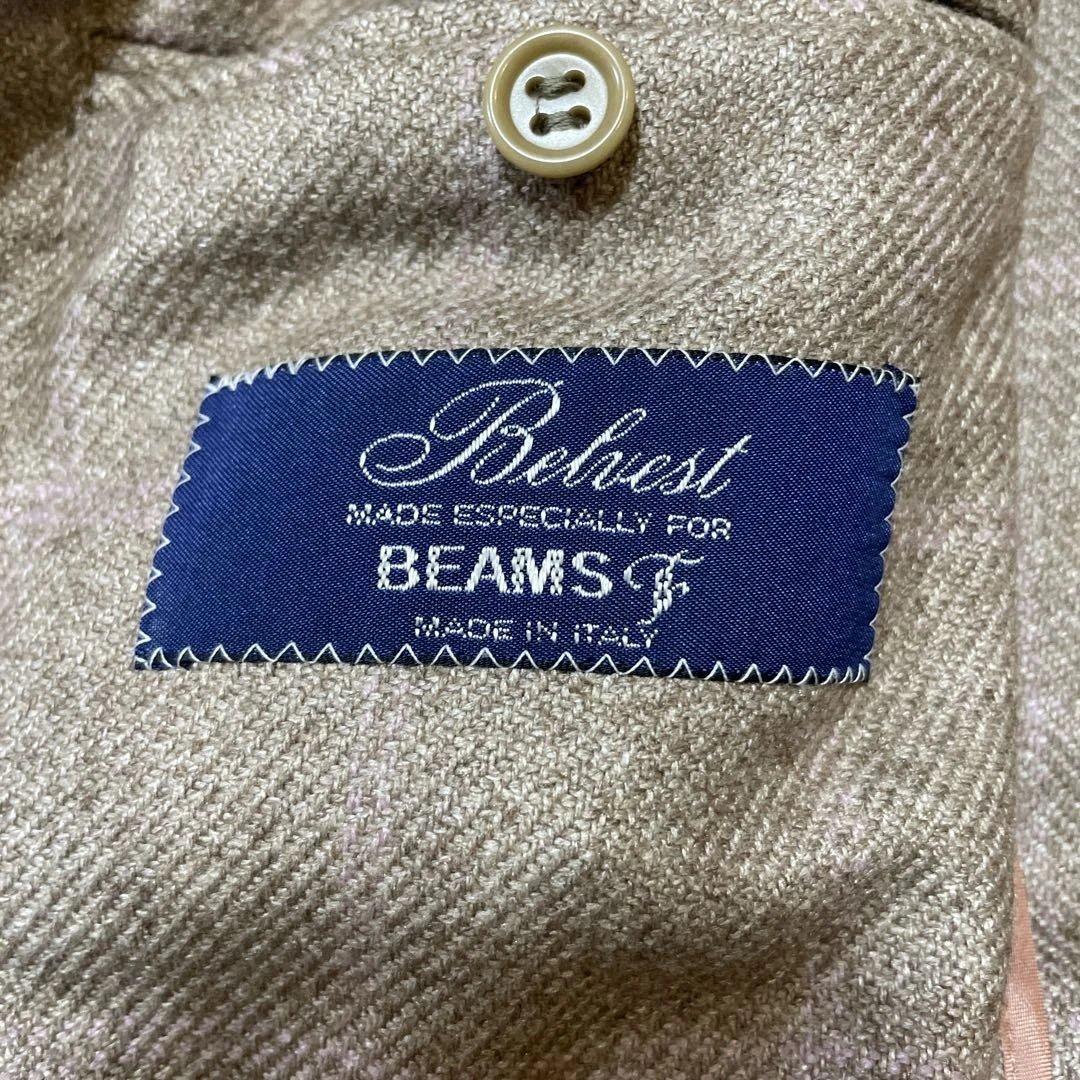 Belvest
MADE ESPECIALLY FOR
BEAMS F
MADE IN ITALY